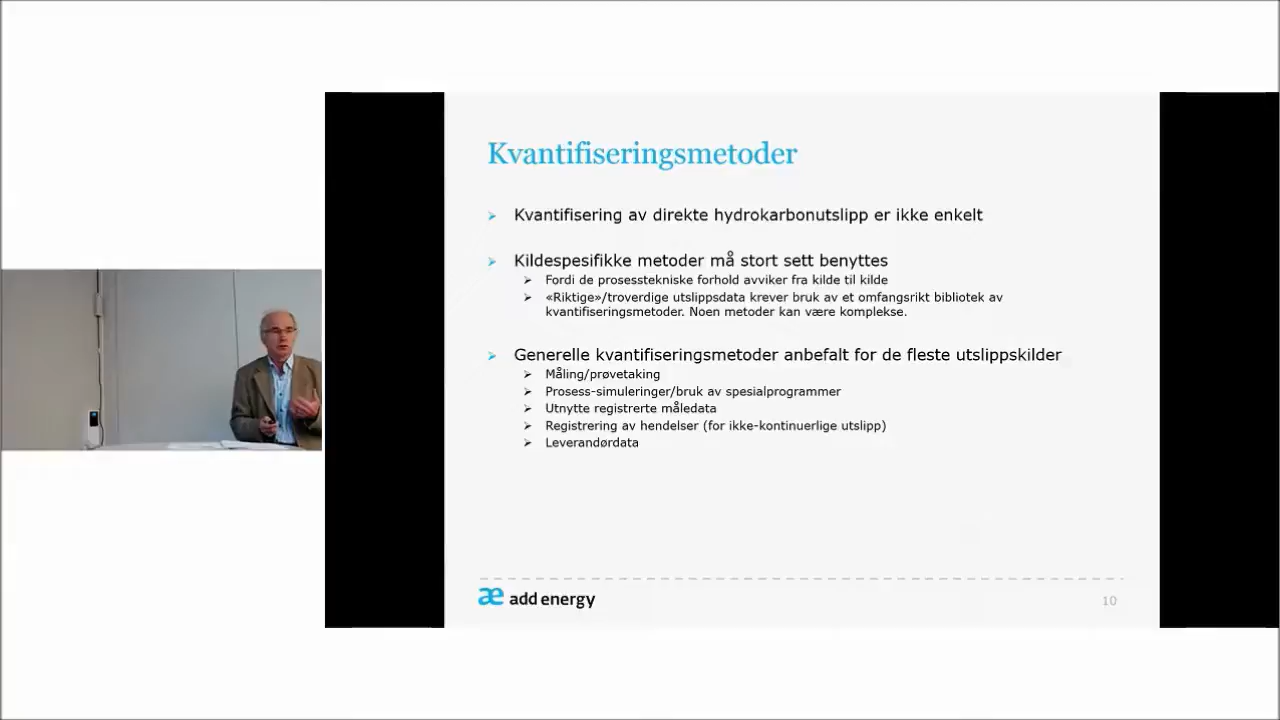 Kvantifiseringsmetoder
Kvantifisering av direkte hydrokarbonutslipp er ikke enkelt
Kildespesifikke metoder må stort sett benyttes
Fordi de prosesstekniske forhold avviker fra kilde til kilde
«Riktige»/troverdige utslippsdata krever bruk av et omfangsrikt bibliotek av
kvantifiseringsmetoder. Noen metoder kan være komplekse.
Generelle kvantifiseringsmetoder anbefalt for de fleste utslippskilder
Måling/prøvetaking
Prosess-simuleringer/bruk av spesialprogrammer
Utnytte registrerte måledata
Registrering av hendelser (for ikke-kontinuerlige utslipp)
Leverandørdata
æ add energy
10